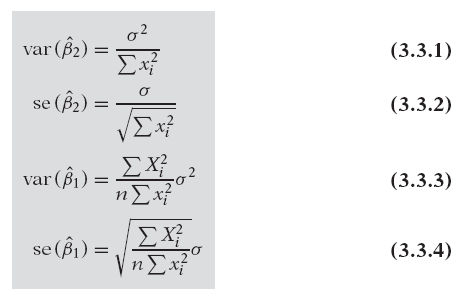 var (β̂₂) = σ² / ∑xᵢ² (3.3.1)
se (β̂₂) = σ / √∑xᵢ² (3.3.2)
var (β̂₁) = ∑Xᵢ² / n∑xᵢ² σ² (3.3.3)
se (β̂₁) = √(∑Xᵢ² / n∑xᵢ²) σ (3.3.4)